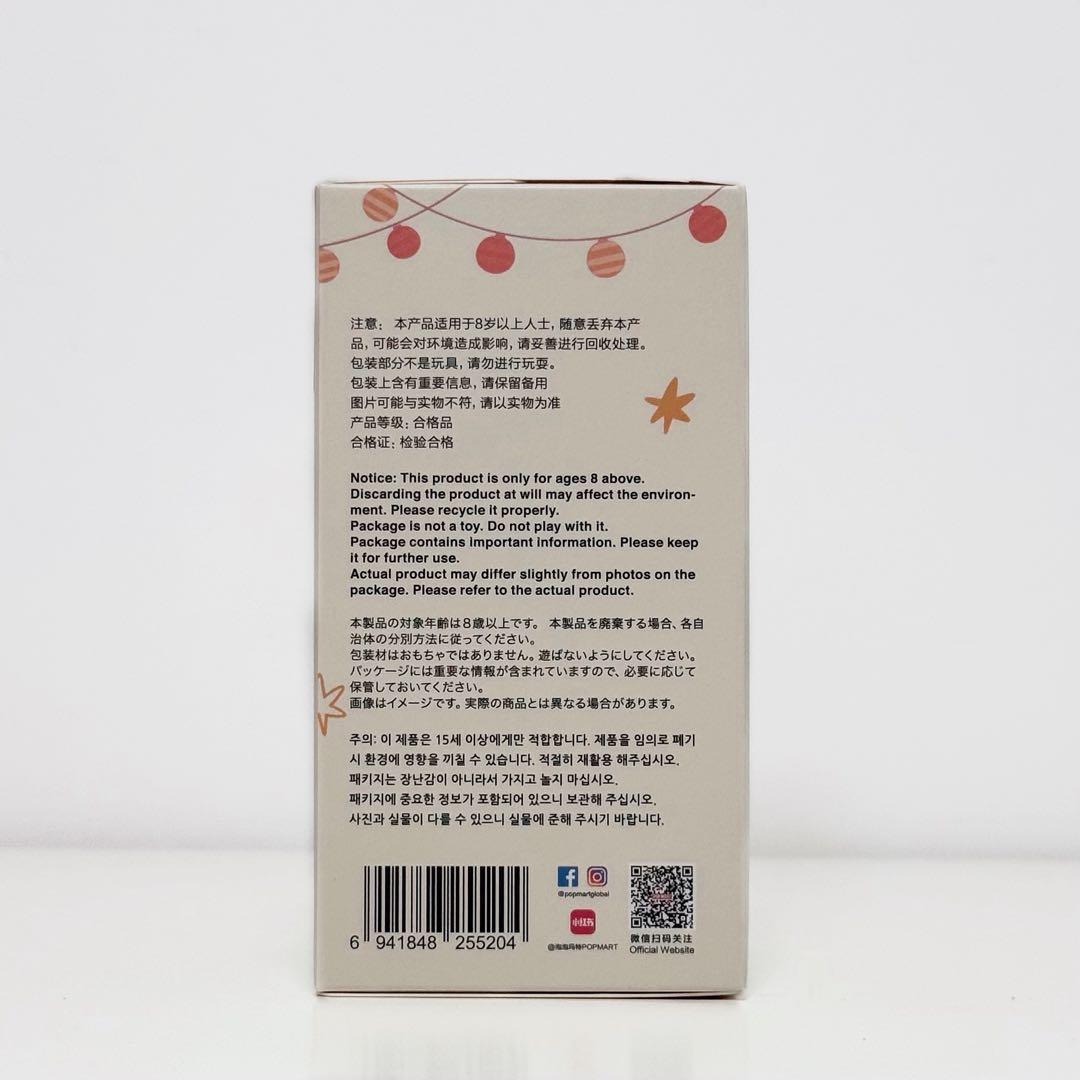 注意： 本产品适用于8岁以上人士，随意丢弃本产
品，可能会对环境造成影响，请妥善进行回收处理。
包装部分不是玩具，请勿进行玩耍。
包装上含有重要信息，请保留备用
图片可能与实物不符，请以实物为准
产品等级：合格品
合格证：检验合格
Notice: This product is only for ages 8 above.
Discarding the product at will may affect the environ-
ment. Please recycle it properly.
Package is not a toy. Do not play with it.
Package contains important information. Please keep
it for further use.
Actual product may differ slightly from photos on the
package. Please refer to the actual product.
本製品の対象年齢は8歳以上です。 本製品を廃棄する場合、各自
治体の分別方法に従ってください。
包装材はおもちゃではありません。遊ばないようにしてください。
パッケージには重要な情報が含まれていますので、必要に応じて
保管しておいてください。
画像はイメージです。実際の商品とは異なる場合があります。
주의: 이 제품은 15세 이상에게만 적합합니다. 제품을 임의로 폐기
시 환경에 영향을 끼칠 수 있습니다. 적절히 재활용 해주십시오.
패키지는 장난감이 아니라서 가지고 놀지 마십시오.
패키지에 중요한 정보가 포함되어 있으니 보관해 주십시오.
사진과 실물이 다를 수 있으니 실물에 준해 주시기 바랍니다.
@popmartglobal
小红书
@泡泡玛特POPMART
微信扫码关注
Official Website
6 941848 255204